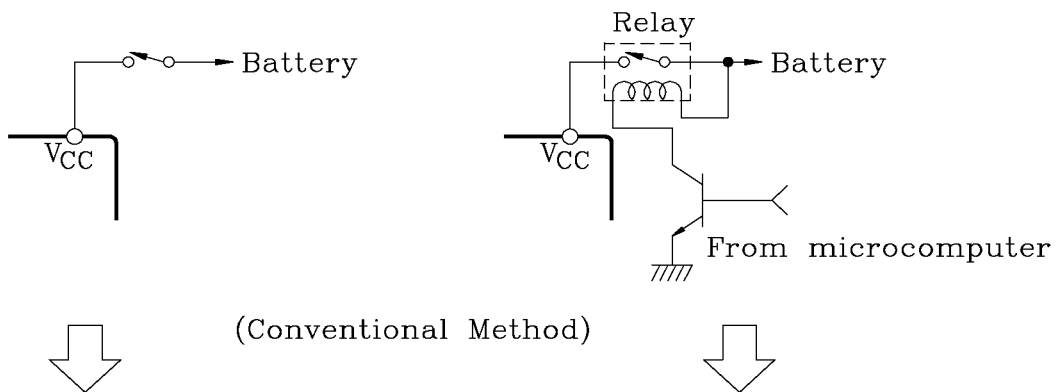 Relay
Battery
Battery
VCC
VCC
From microcomputer
(Conventional Method)